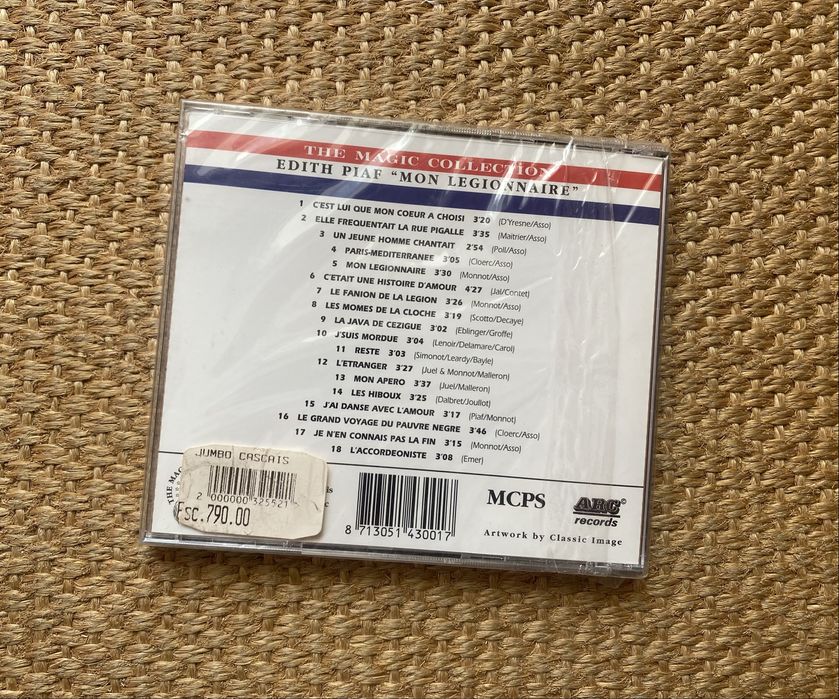 THE MAGIC COLLECTION
EDITH PIAF "MON LEGIONNAIRE"
1 C'EST LUI QUE MON COEUR A CHOISI 3'20 (D'Yresne/Asso)
2 ELLE FREQUENTAIT LA RUE PIGALLE 3'35 (Maitrier/Asso)
3 UN JEUNE HOMME CHANTAIT 2'54 (Poll/Asso)
4 PARIS-MEDITERRANEE 3'05 (Cloerc/Asso)
5 MON LEGIONNAIRE 3'30 (Monnot/Asso)
6 C'ETAIT UNE HISTOIRE D'AMOUR 4'27 (Jal/Contet)
7 LE FANION DE LA LEGION 3'26 (Monnot/Asso)
8 LES MOMES DE LA CLOCHE 3'19 (Scotto/Decaye)
9 LA JAVA DE CEZIGUE 3'02 (Eblinger/Groffe)
10 J'SUIS MORDUE 3'04 (Lenoir/Delamare/Carol)
11 RESTE 3'03 (Simonot/Leardy/Bayle)
12 L'ETRANGER 3'27 (Juel & Monnot/Malleron)
13 MON APERO 3'37 (Juel/Malleron)
14 LES HIBOUX 3'25 (Dalbret/Joullot)
15 J'AI DANSE AVEC L'AMOUR 3'17 (Piaf/Monnot)
16 LE GRAND VOYAGE DU PAUVRE NEGRE 3'46 (Cloerc/Asso)
17 JE N'EN CONNAIS PAS LA FIN 3'15 (Monnot/Asso)
18 L'ACCORDEONISTE 3'08 (Emer)
JUMBO CASCAIS
2 000000 325521
Esc.790.00
THE MAG
8 713051 430017
MCPS
ARC©
records
Artwork by Classic Image